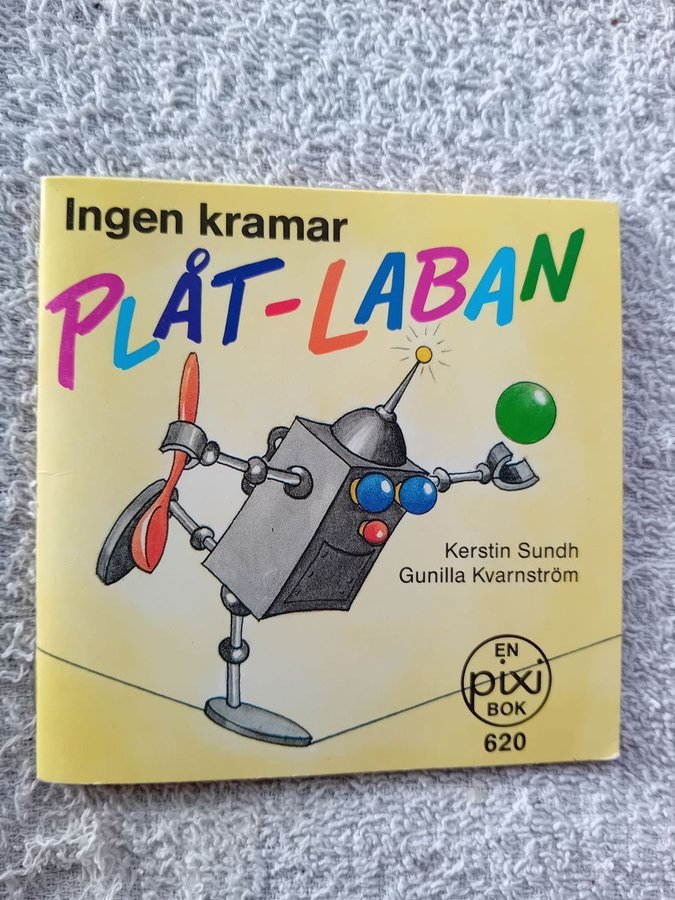 Ingen kramar
PLÅT-LABAN
Kerstin Sundh
Gunilla Kvarnström
EN
pixi
BOK
620